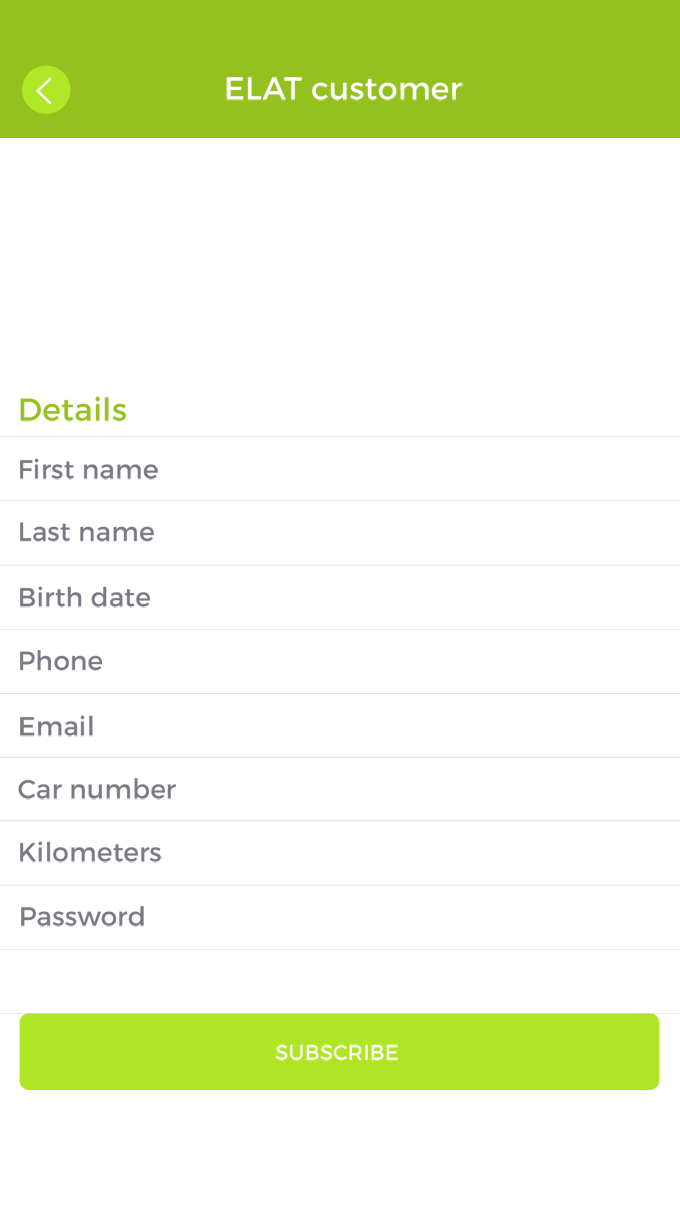 ELAT customer
Details
First name
Last name
Birth date
Phone
Email
Car number
Kilometers
Password
SUBSCRIBE